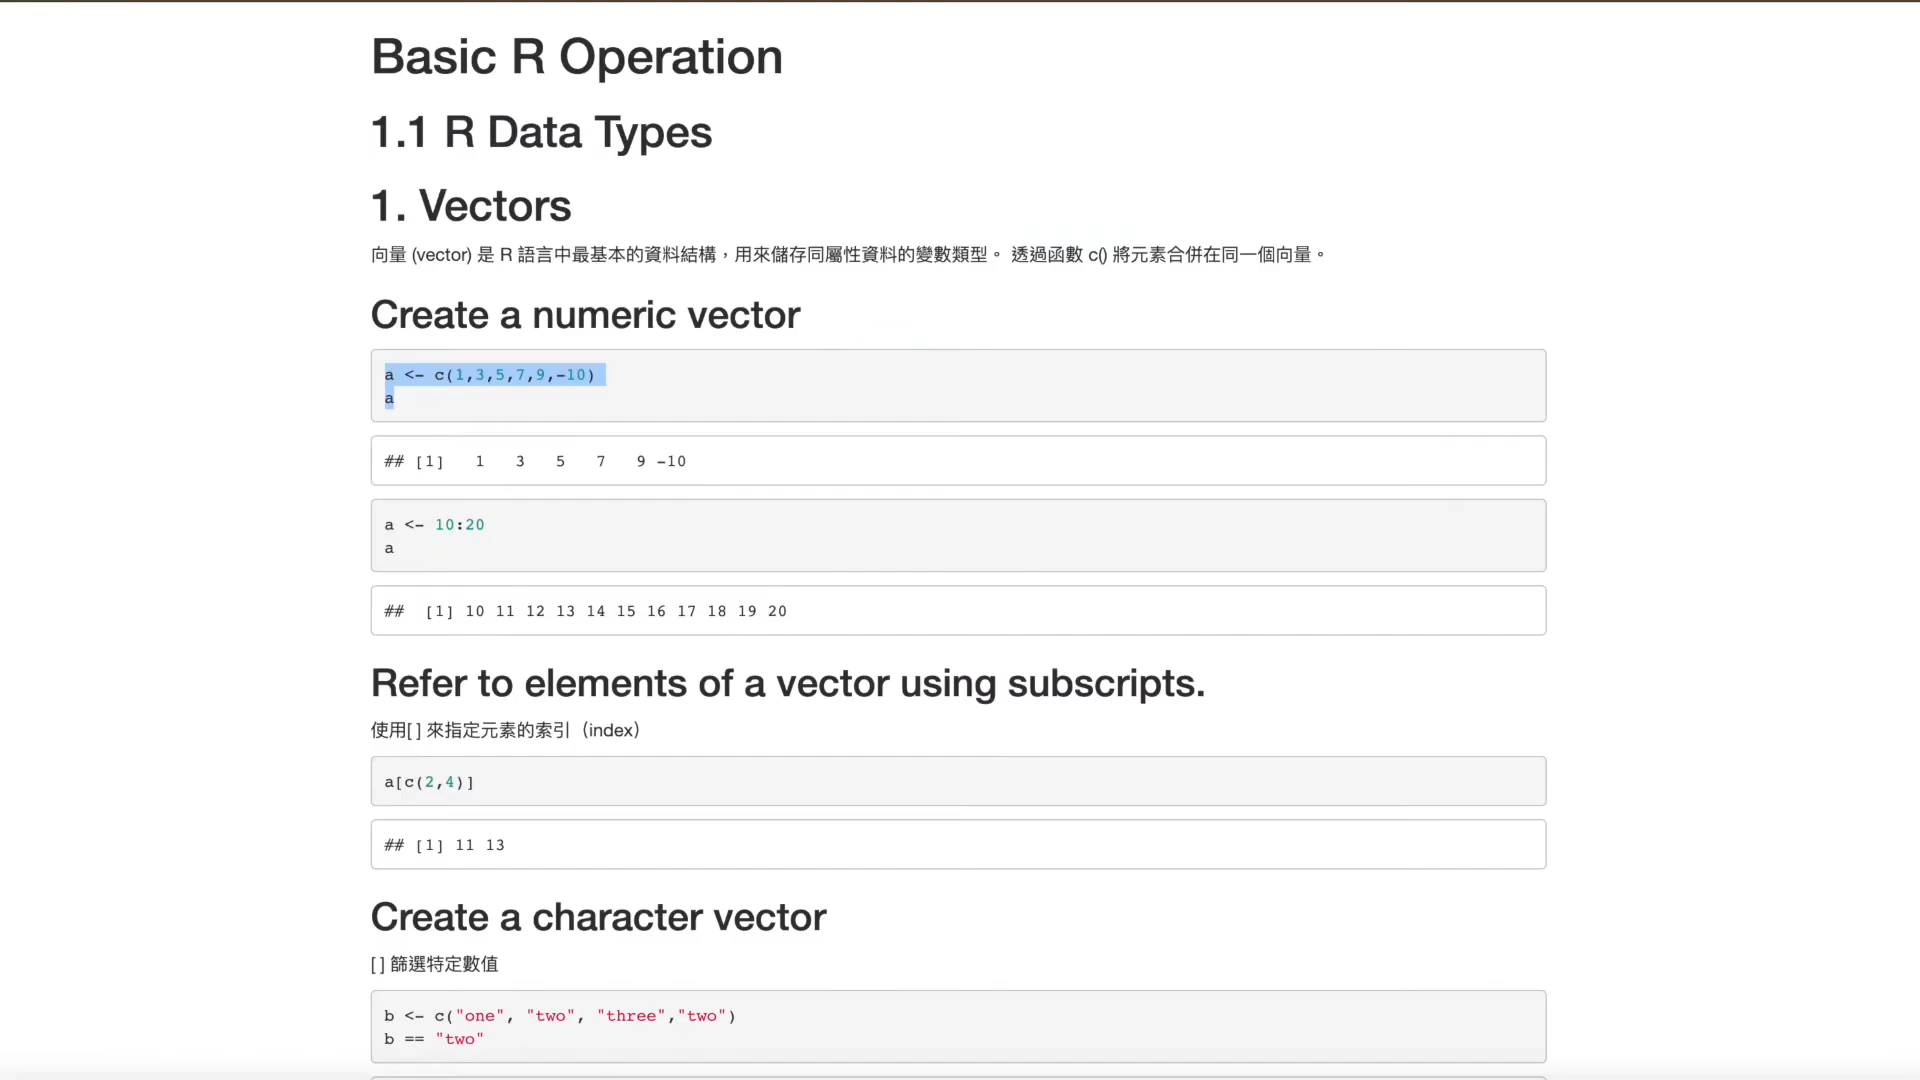 Basic R Operation
1.1 R Data Types
1. Vectors
向量 (vector) 是 R 語言中最基本的資料結構，用來儲存同屬性資料的變數類型。 透過函數 c() 將元素合併在同一個向量。
Create a numeric vector
a <- c(1,3,5,7,9,-10)
a
## [1]   1   3   5   7   9 -10
a <- 10:20
a
##  [1] 10 11 12 13 14 15 16 17 18 19 20
Refer to elements of a vector using subscripts.
使用[ ] 來指定元素的索引（index）
a[c(2,4)]
## [1] 11 13
Create a character vector
[ ] 篩選特定數值
b <- c("one", "two", "three","two")
b == "two"